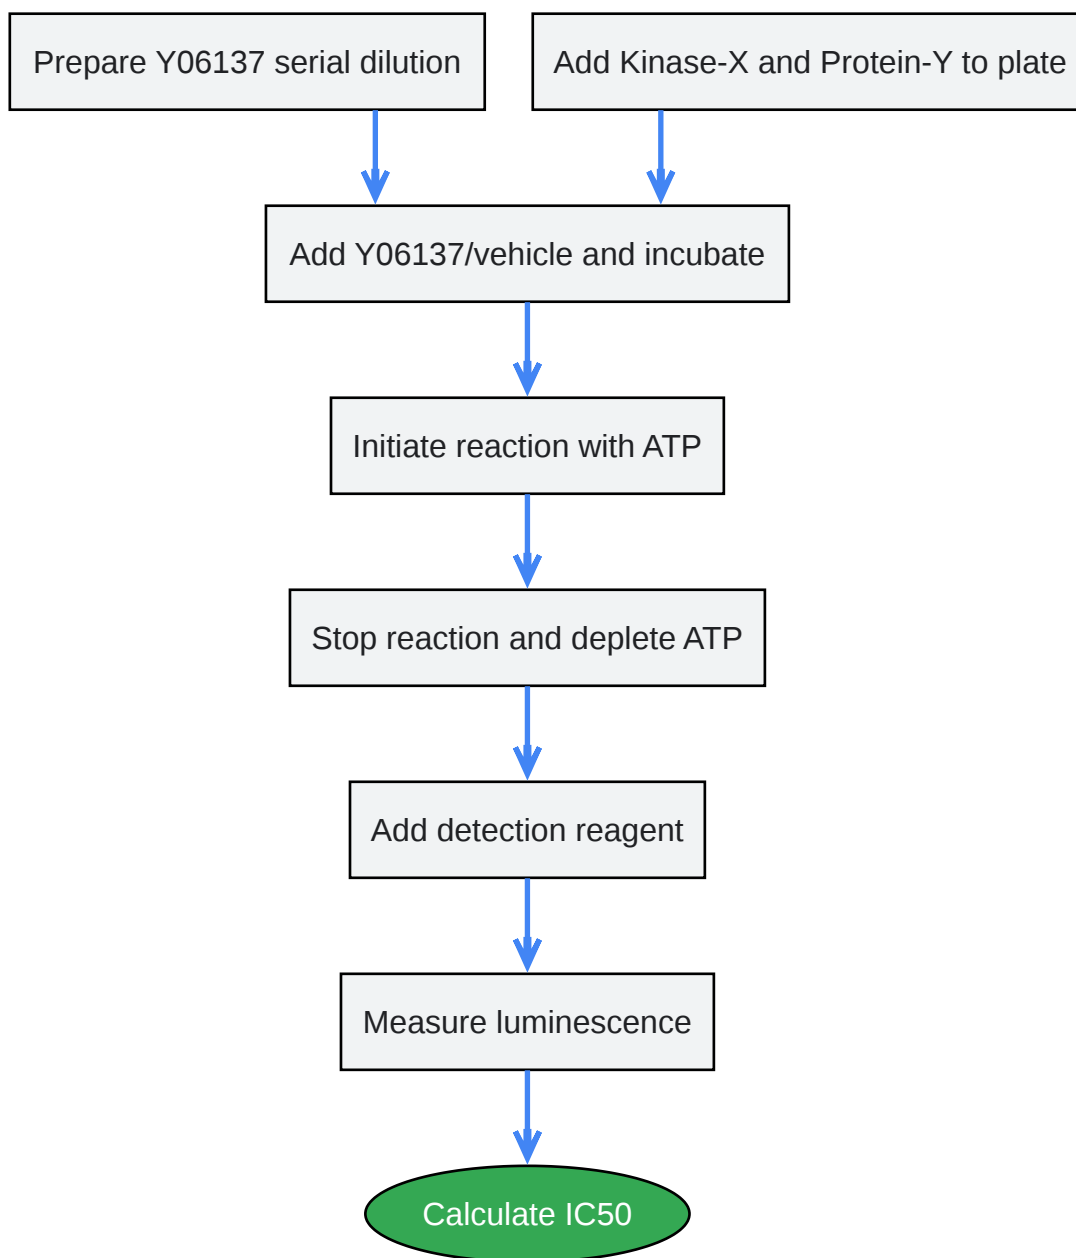 Prepare Y06137 serial dilution
Add Kinase-X and Protein-Y to plate
Add Y06137/vehicle and incubate
Initiate reaction with ATP
Stop reaction and deplete ATP
Add detection reagent
Measure luminescence
Calculate IC50